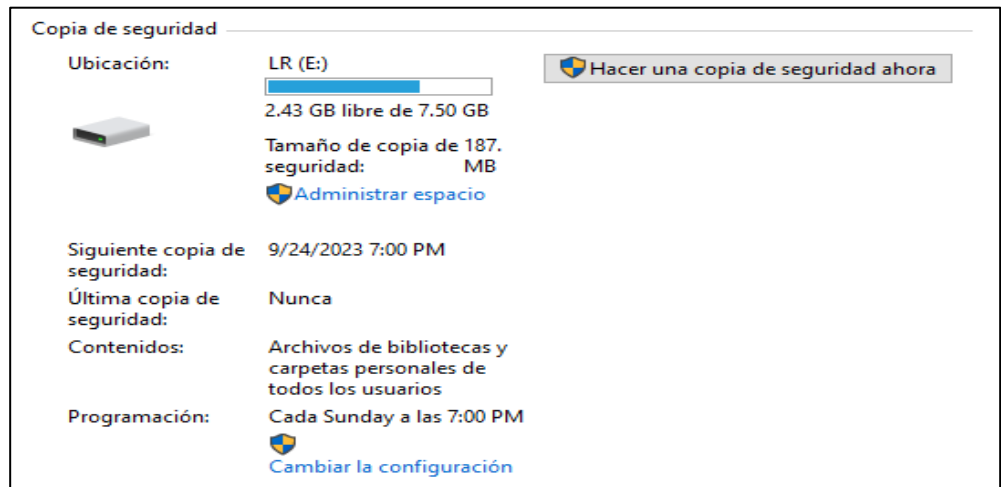 Copia de seguridad
Ubicación:
LR (E:)
Hacer una copia de seguridad ahora
2.43 GB libre de 7.50 GB
Tamaño de copia de 187.
seguridad: MB
Administrar espacio
Siguiente copia de 9/24/2023 7:00 PM
seguridad:
Última copia de Nunca
seguridad:
Contenidos: Archivos de bibliotecas y
carpetas personales de
todos los usuarios
Programación: Cada Sunday a las 7:00 PM
Cambiar la configuración